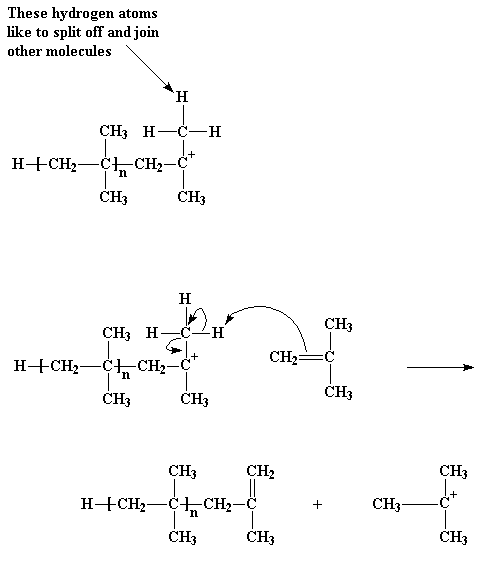 These hydrogen atoms
like to split off and join
other molecules
H
CH₃ H C H
H CH₂ C n CH₂ C+
CH₃ CH₃
H
CH₃ H C H CH₃
H CH₂ C n CH₂ C+ CH₂ C
CH₃ CH₃ CH₃
CH₃ CH₂ CH₃
H CH₂ C n CH₂ C + CH₃ C+
CH₃ CH₃ CH₃